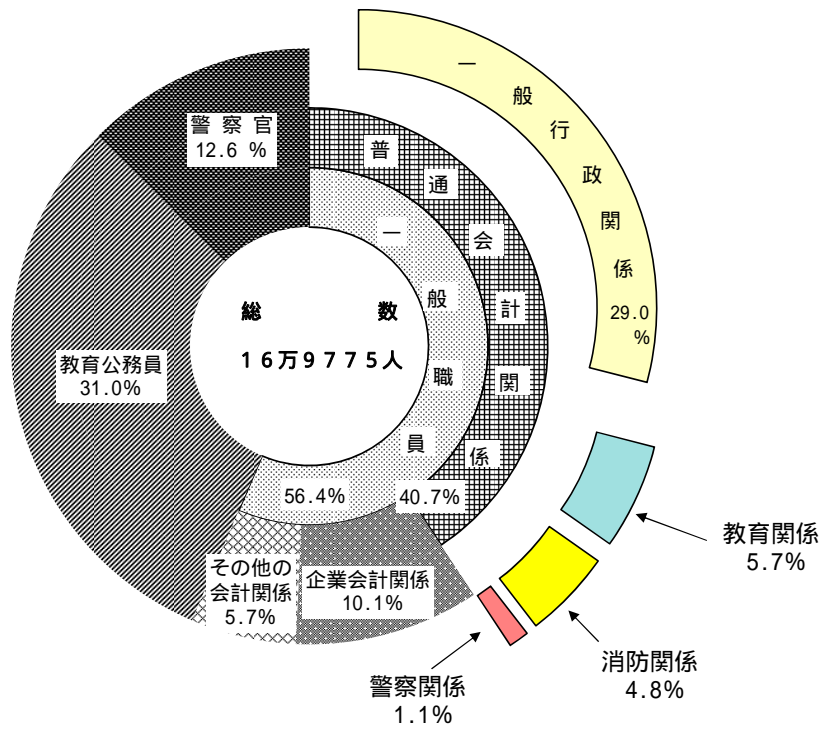 一般行政関係
29.0
%
警察官
12.6 %
普通会計関係
40.7%
一般職員
56.4%
総数
16万9775人
教育公務員
31.0%
その他の
会計関係
5.7%
企業会計関係
10.1%
教育関係
5.7%
消防関係
4.8%
警察関係
1.1%